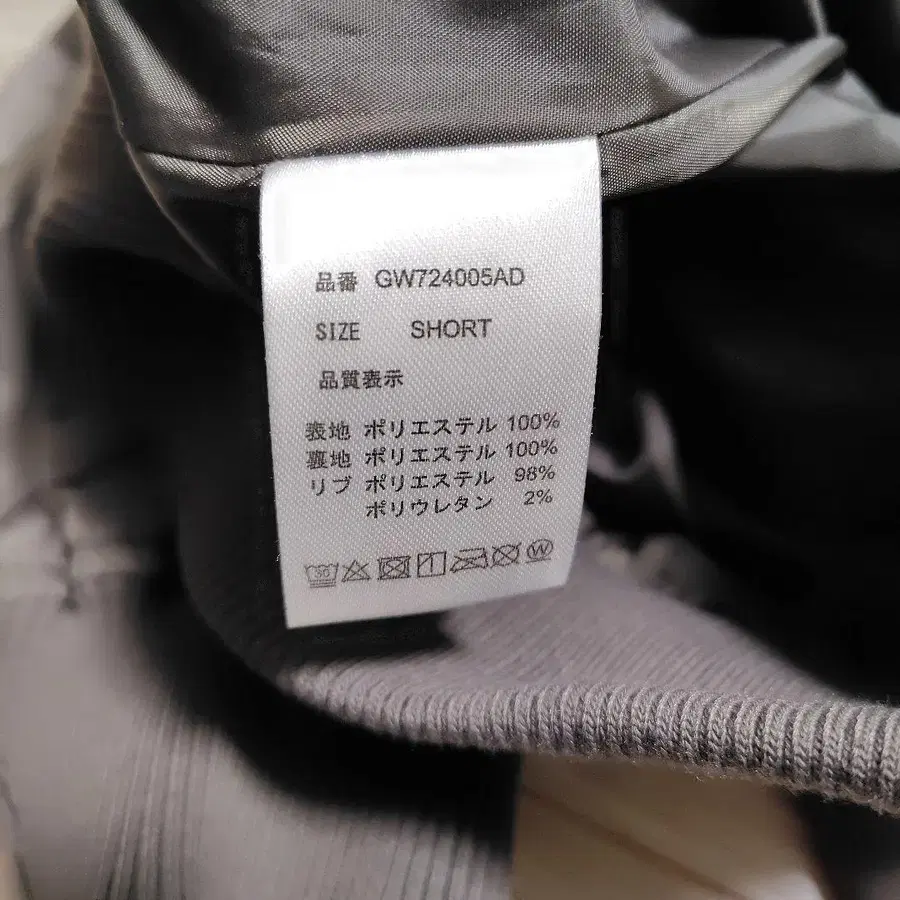 品番 GW724005AD
SIZE SHORT
品質表示
表地 ポリエステル 100%
裏地 ポリエステル 100%
リブ ポリエステル 98%
ポリウレタン 2%
30 W